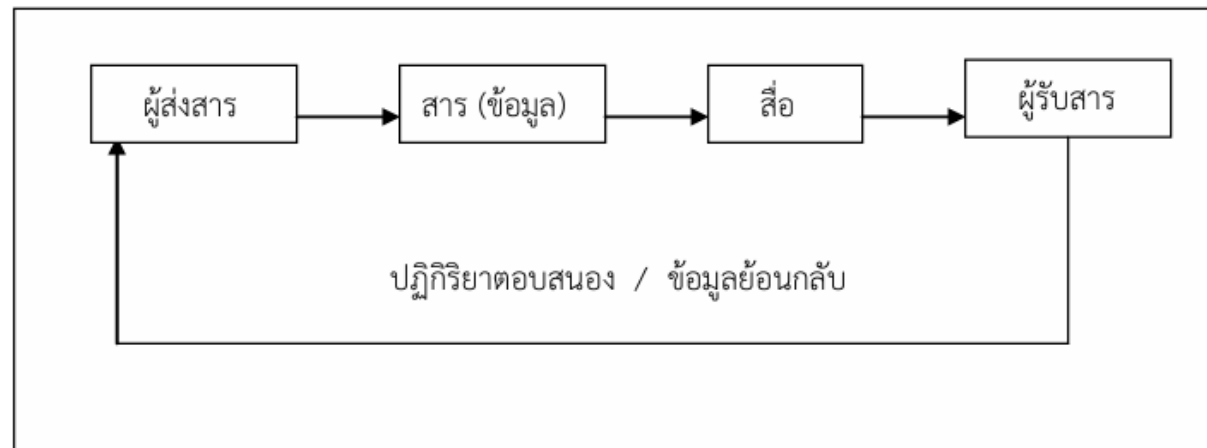 ผู้ส่งสาร
สาร (ข้อมูล)
สื่อ
ผู้รับสาร
ปฏิกิริยาตอบสนอง / ข้อมูลย้อนกลับ